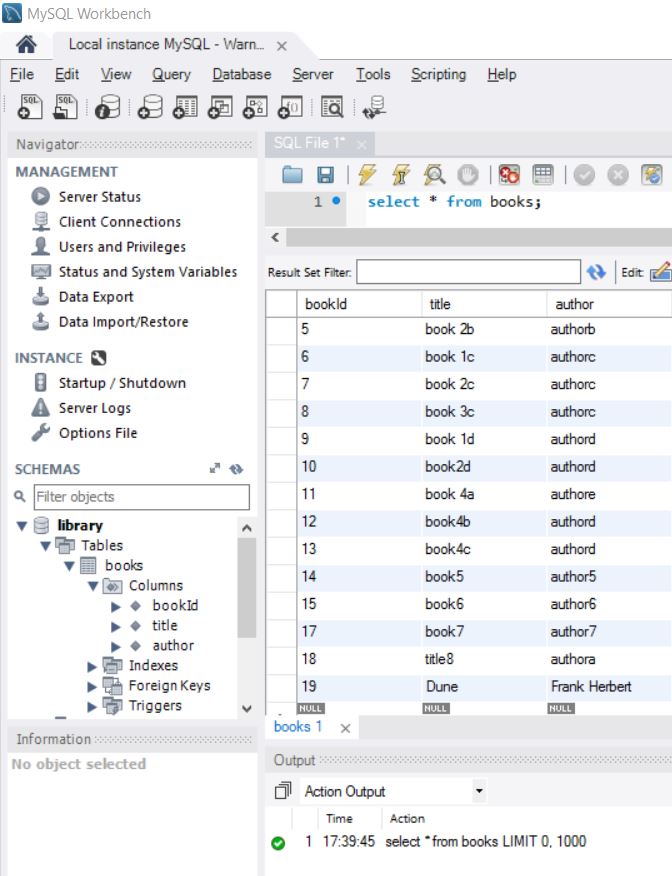 MySQL Workbench
Local instance MySQL - Warn...
File Edit View Query Database Server Tools Scripting Help
SQL SQL
Navigator
SQL File 1*
MANAGEMENT
Server Status
Client Connections
Users and Privileges
Status and System Variables
Data Export
Data Import/Restore
INSTANCE
Startup / Shutdown
Server Logs
Options File
SCHEMAS
Filter objects
library
Tables
books
Columns
bookId
title
author
Indexes
Foreign Keys
Triggers
Information
No object selected
1 select * from books;
Result Set Filter: Edit:
bookId title author
5 book 2b authorb
6 book 1c authorc
7 book 2c authorc
8 book 3c authorc
9 book 1d authord
10 book2d authord
11 book 4a authore
12 book4b authord
13 book4c authord
14 book5 author5
15 book6 author6
17 book7 author7
18 title8 authora
19 Dune Frank Herbert
NULL NULL NULL
books 1
Output
Action Output
Time Action
1 17:39:45 select * from books LIMIT 0, 1000